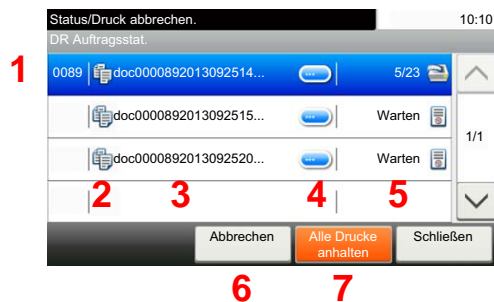 Status/Druck abbrechen. 10:10
DR Auftragsstat.
1 0089 doc0000892013092514... 5/23
doc0000892013092515... Warten
1/1
doc0000892013092520... Warten
2 3 4 5
Abbrechen Alle Drucke anhalten Schließen
6 7